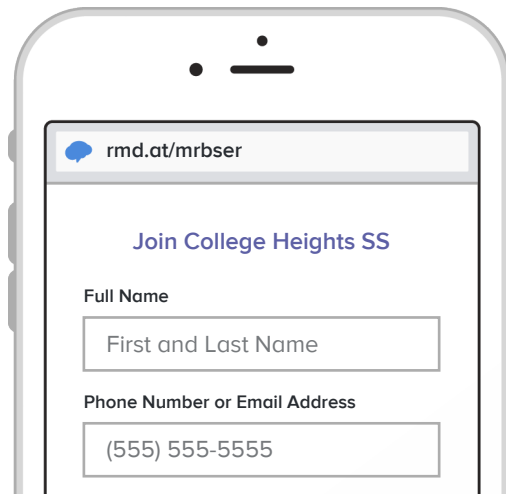 rmd.at/mrbser
Join College Heights SS
Full Name
First and Last Name
Phone Number or Email Address
(555) 555-5555